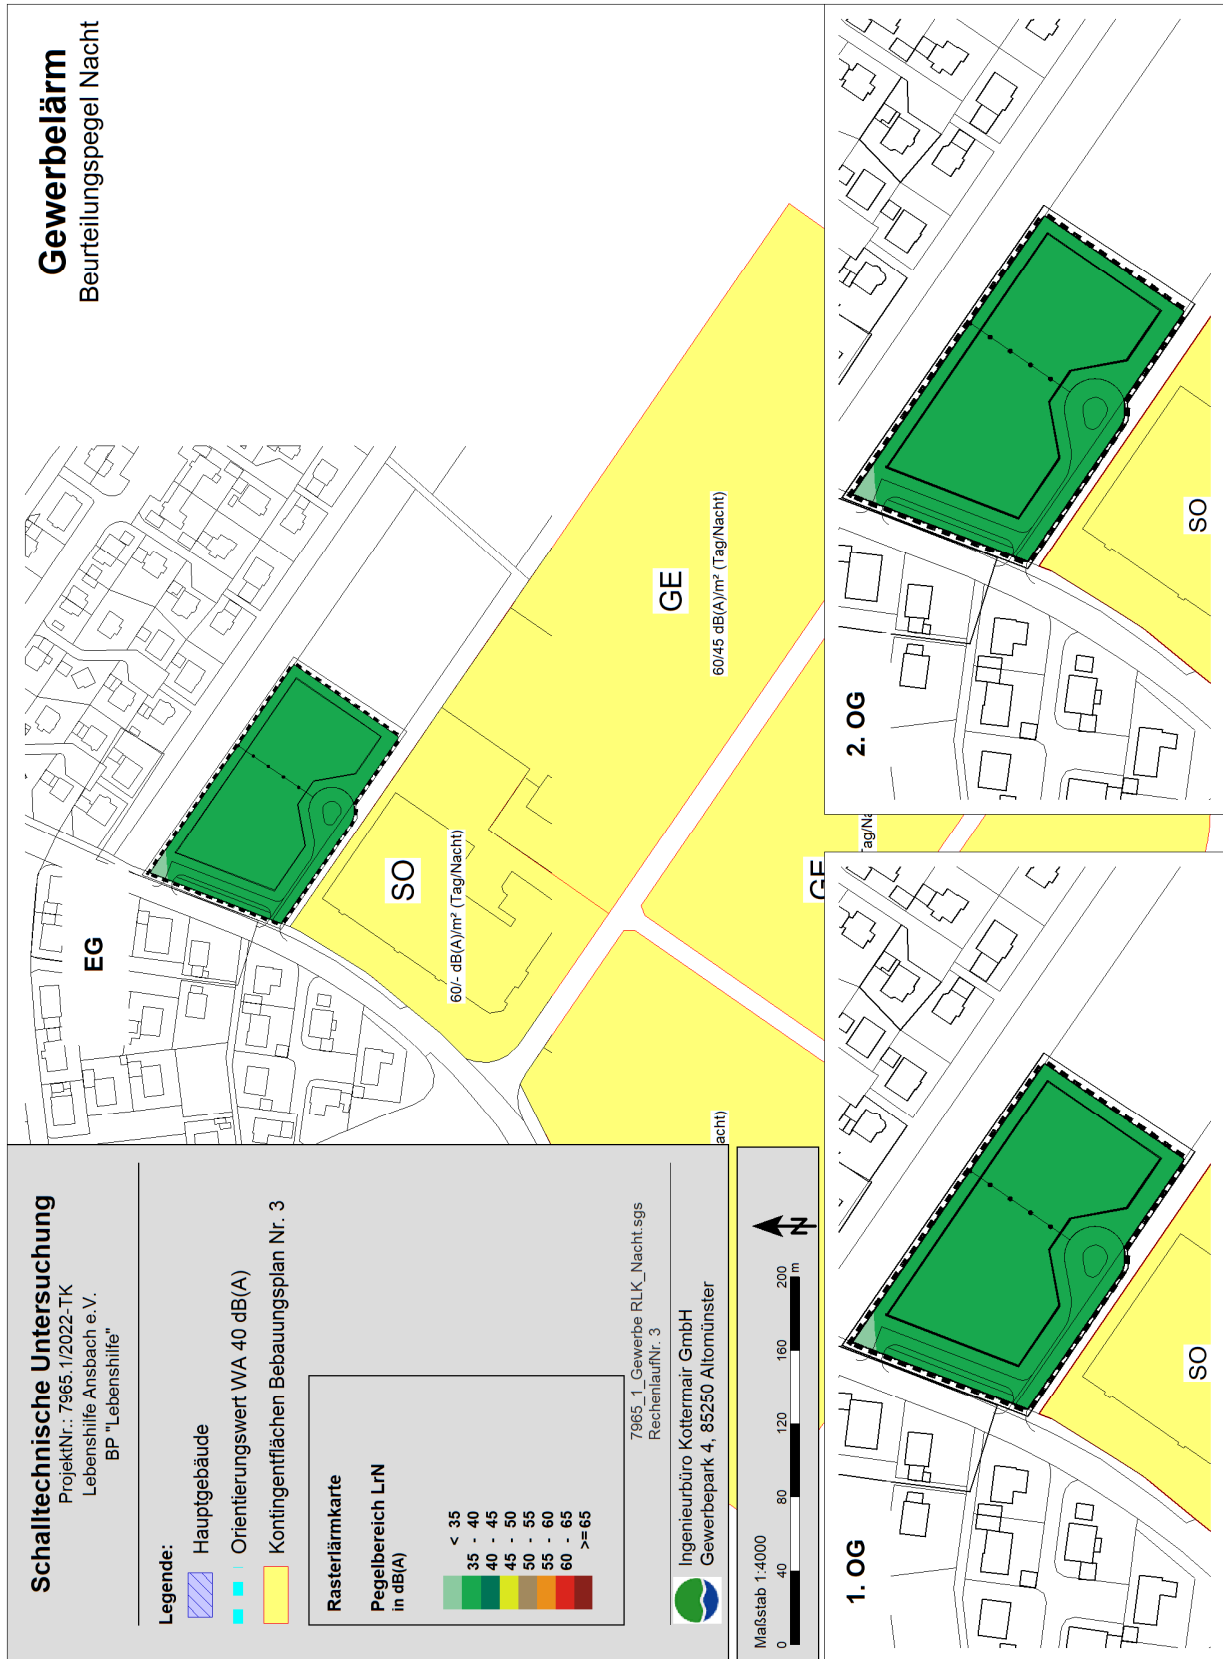 Gewerbelärm
Beurteilungspegel Nacht
EG
SO
60/- dB(A)/m² (Tag/Nacht)
GE
60/45 dB(A)/m² (Tag/Nacht)
GE
Tag/Na
acht)
Schalltechnische Untersuchung
ProjektNr.: 7965.1/2022-TK
Lebenshilfe Ansbach e.V.
BP "Lebenshilfe"
Legende:
Hauptgebäude
Orientierungswert WA 40 dB(A)
Kontingentflächen Bebauungsplan Nr. 3
Rasterlärmkarte
Pegelbereich LrN
in dB(A)
< 35
35 - 40
40 - 45
45 - 50
50 - 55
55 - 60
60 - 65
>= 65
7965_1_Gewerbe RLK_Nacht.sgs
RechenlaufNr. 3
Ingenieurbüro Kottermair GmbH
Gewerbepark 4, 85250 Altomünster
Maßstab 1:4000
0 40 80 120 160 200 m
N
1. OG
SO
2. OG
SO